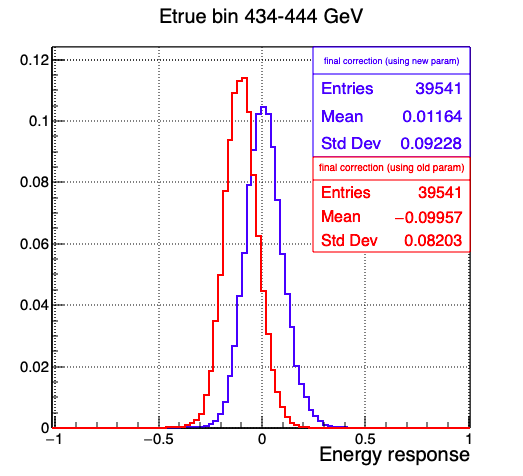 Etrue bin 434-444 GeV
final correction (using new param)
Entries 39541
Mean 0.01164
Std Dev 0.09228
final correction (using old param)
Entries 39541
Mean −0.09957
Std Dev 0.08203
0.12
0.1
0.08
0.06
0.04
0.02
0
−1 −0.5 0 0.5 1
Energy response